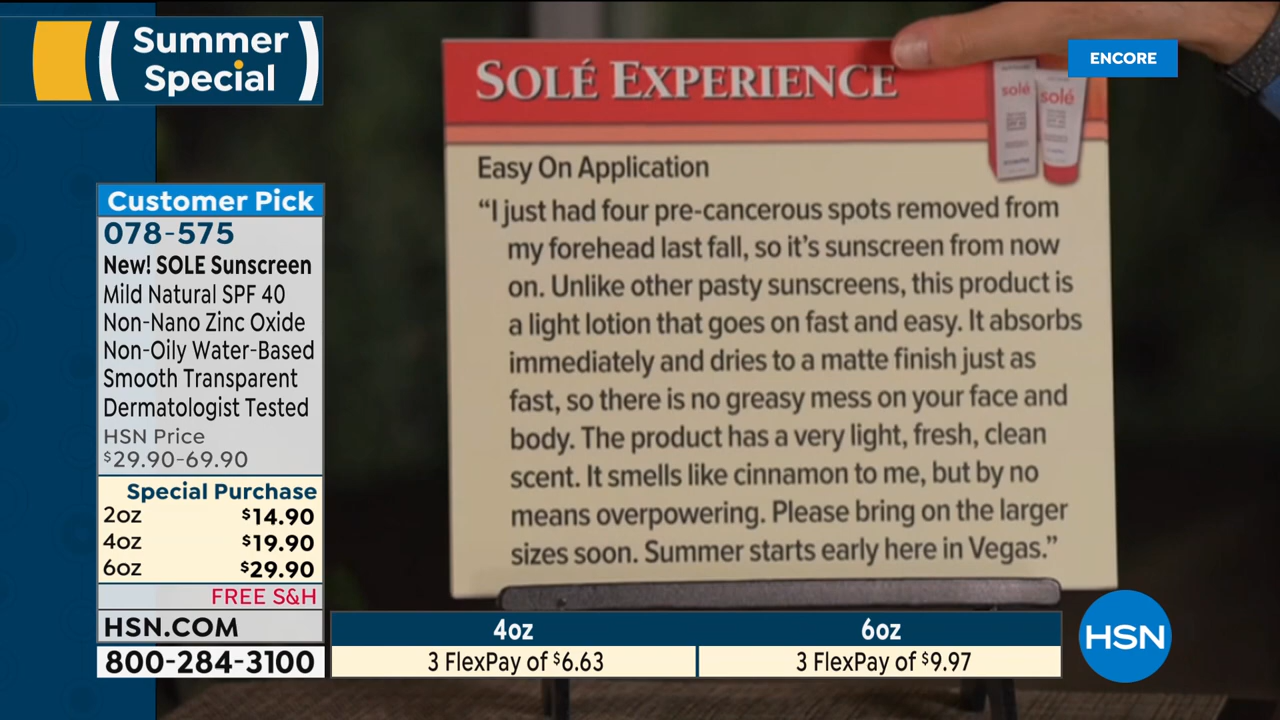 Summer
Special
ENCORE
SOLÉ EXPERIENCE
solé
solé
Easy On Application
“I just had four pre-cancerous spots removed from
my forehead last fall, so it’s sunscreen from now
on. Unlike other pasty sunscreens, this product is
a light lotion that goes on fast and easy. It absorbs
immediately and dries to a matte finish just as
fast, so there is no greasy mess on your face and
body. The product has a very light, fresh, clean
scent. It smells like cinnamon to me, but by no
means overpowering. Please bring on the larger
sizes soon. Summer starts early here in Vegas.”
Customer Pick
078-575
New! SOLE Sunscreen
Mild Natural SPF 40
Non-Nano Zinc Oxide
Non-Oily Water-Based
Smooth Transparent
Dermatologist Tested
HSN Price
$29.90-69.90
Special Purchase
2oz $14.90
4oz $19.90
6oz $29.90
FREE S&H
HSN.COM
800-284-3100
4oz 6oz
3 FlexPay of $6.63 3 FlexPay of $9.97
HSN